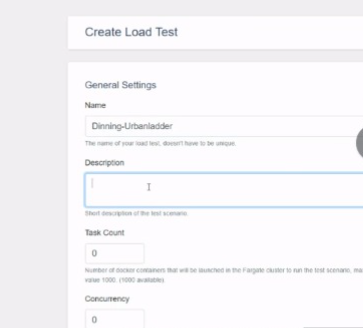 Create Load Test
General Settings
Name
Dinning-Urbanladder
The name of your load test, doesn't have to be unique.
Description
Short description of the test scenario.
Task Count
0
Number of docker containers that will be launched in the Fargate cluster to run the test scenario, ma
value 1000. (1000 available)
Concurrency
0